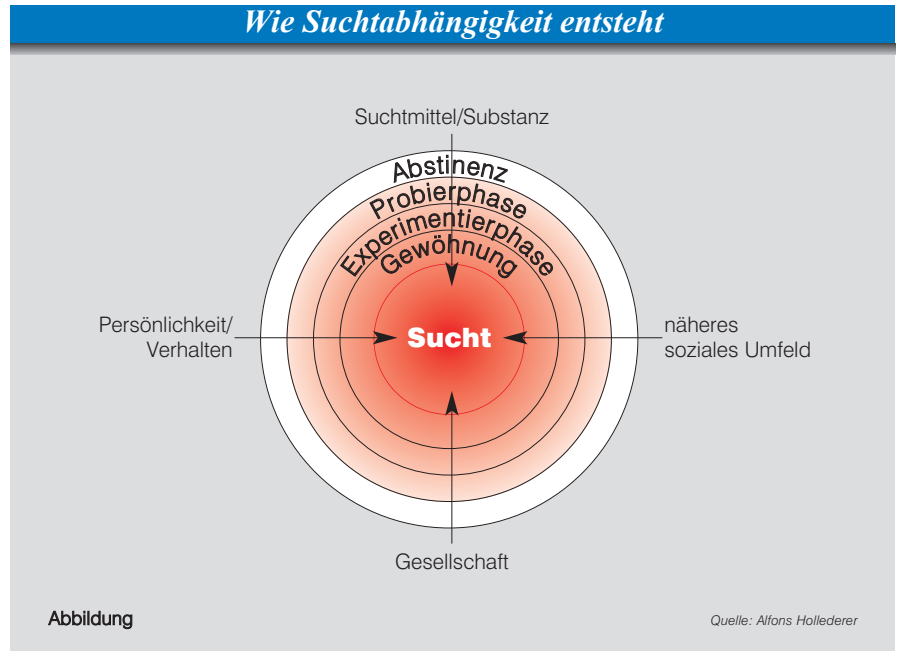 Wie Suchtabhängigkeit entsteht
Suchtmittel/Substanz
Abstinenz
Probierphase
Experimentierphase
Gewöhnung
Sucht
Persönlichkeit/
Verhalten
näheres
soziales Umfeld
Gesellschaft
Abbildung
Quelle: Alfons Hollederer